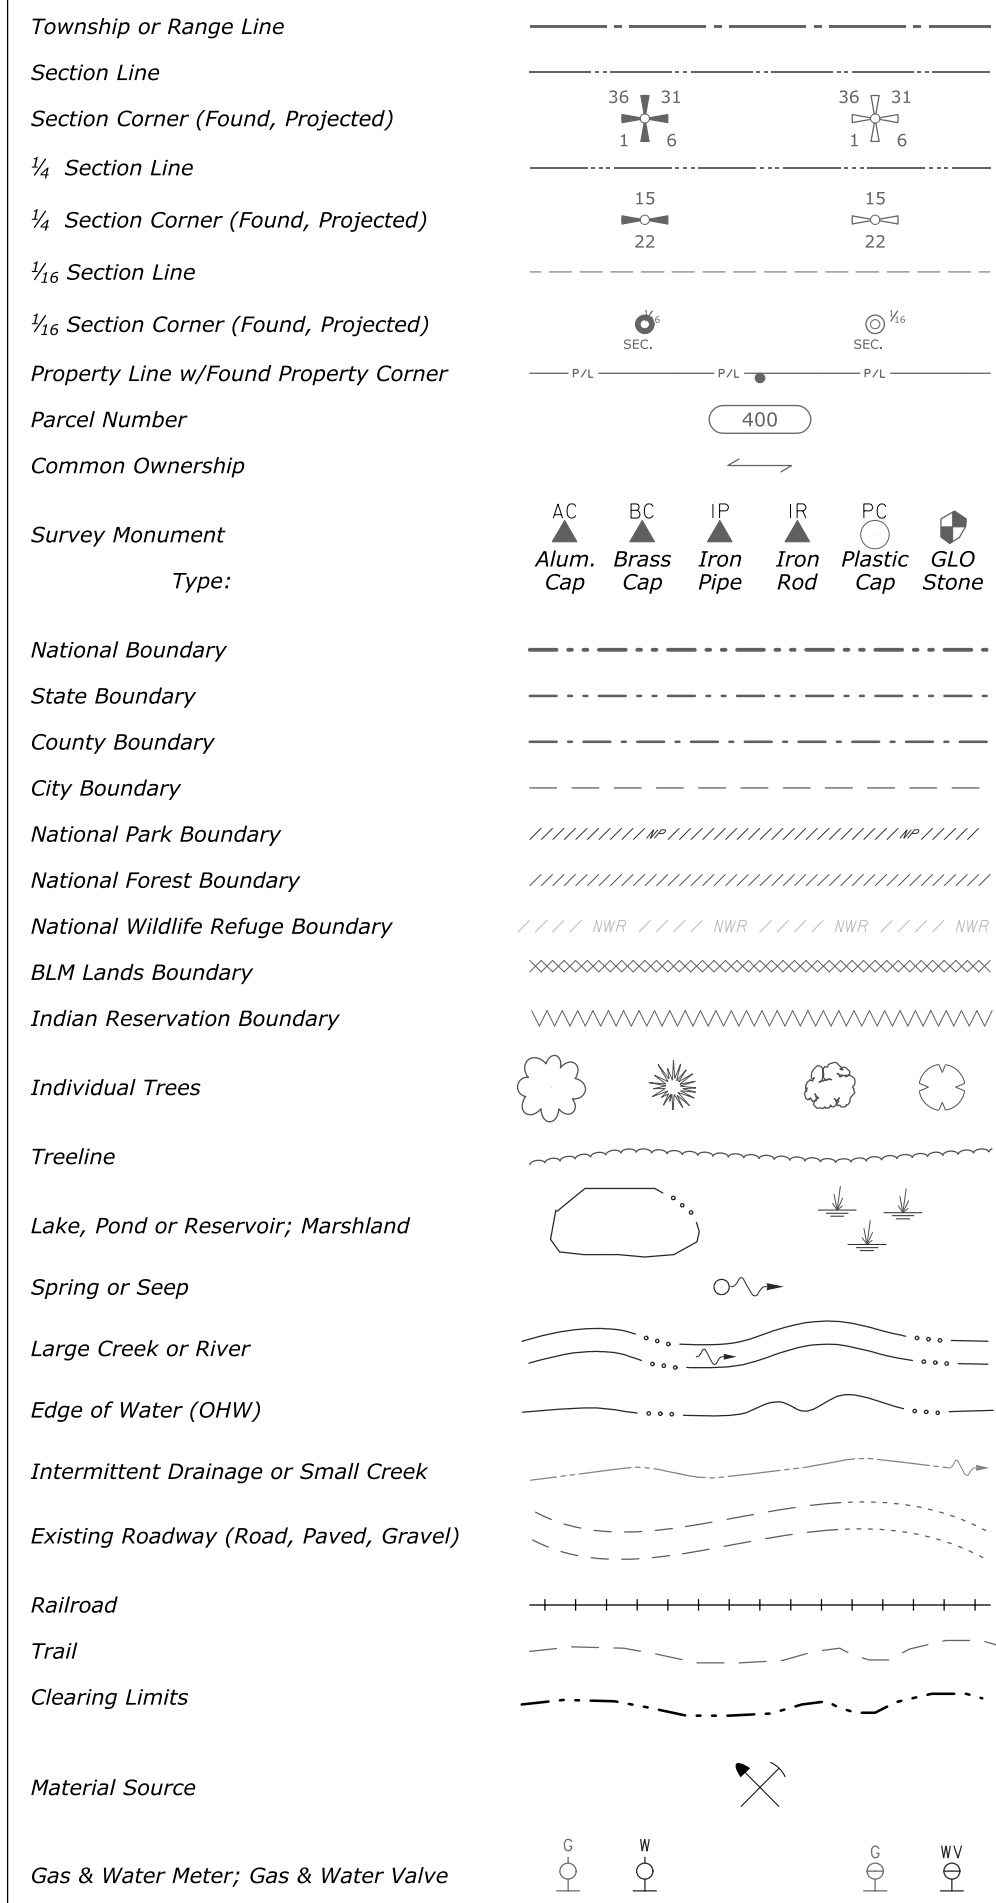 Township or Range Line
Section Line
36 31 36 31
Section Corner (Found, Projected)
1 6 1 6
1/4 Section Line
15 15
1/4 Section Corner (Found, Projected)
22 22
1/16 Section Line
1/16 Section Corner (Found, Projected) 1/16 1/16
SEC. SEC.
Property Line w/Found Property Corner P/L P/L P/L
Parcel Number 400
Common Ownership
AC BC IP IR PC
Survey Monument
Alum. Brass Iron Iron Plastic GLO
Type: Cap Cap Pipe Rod Cap Stone
National Boundary
State Boundary
County Boundary
City Boundary
National Park Boundary NP NP
National Forest Boundary
National Wildlife Refuge Boundary NWR NWR NWR NWR
BLM Lands Boundary
Indian Reservation Boundary
Individual Trees
Treeline
Lake, Pond or Reservoir; Marshland
Spring or Seep
Large Creek or River
Edge of Water (OHW)
Intermittent Drainage or Small Creek
Existing Roadway (Road, Paved, Gravel)
Railroad
Trail
Clearing Limits
Material Source
G W G WV
Gas & Water Meter; Gas & Water Valve